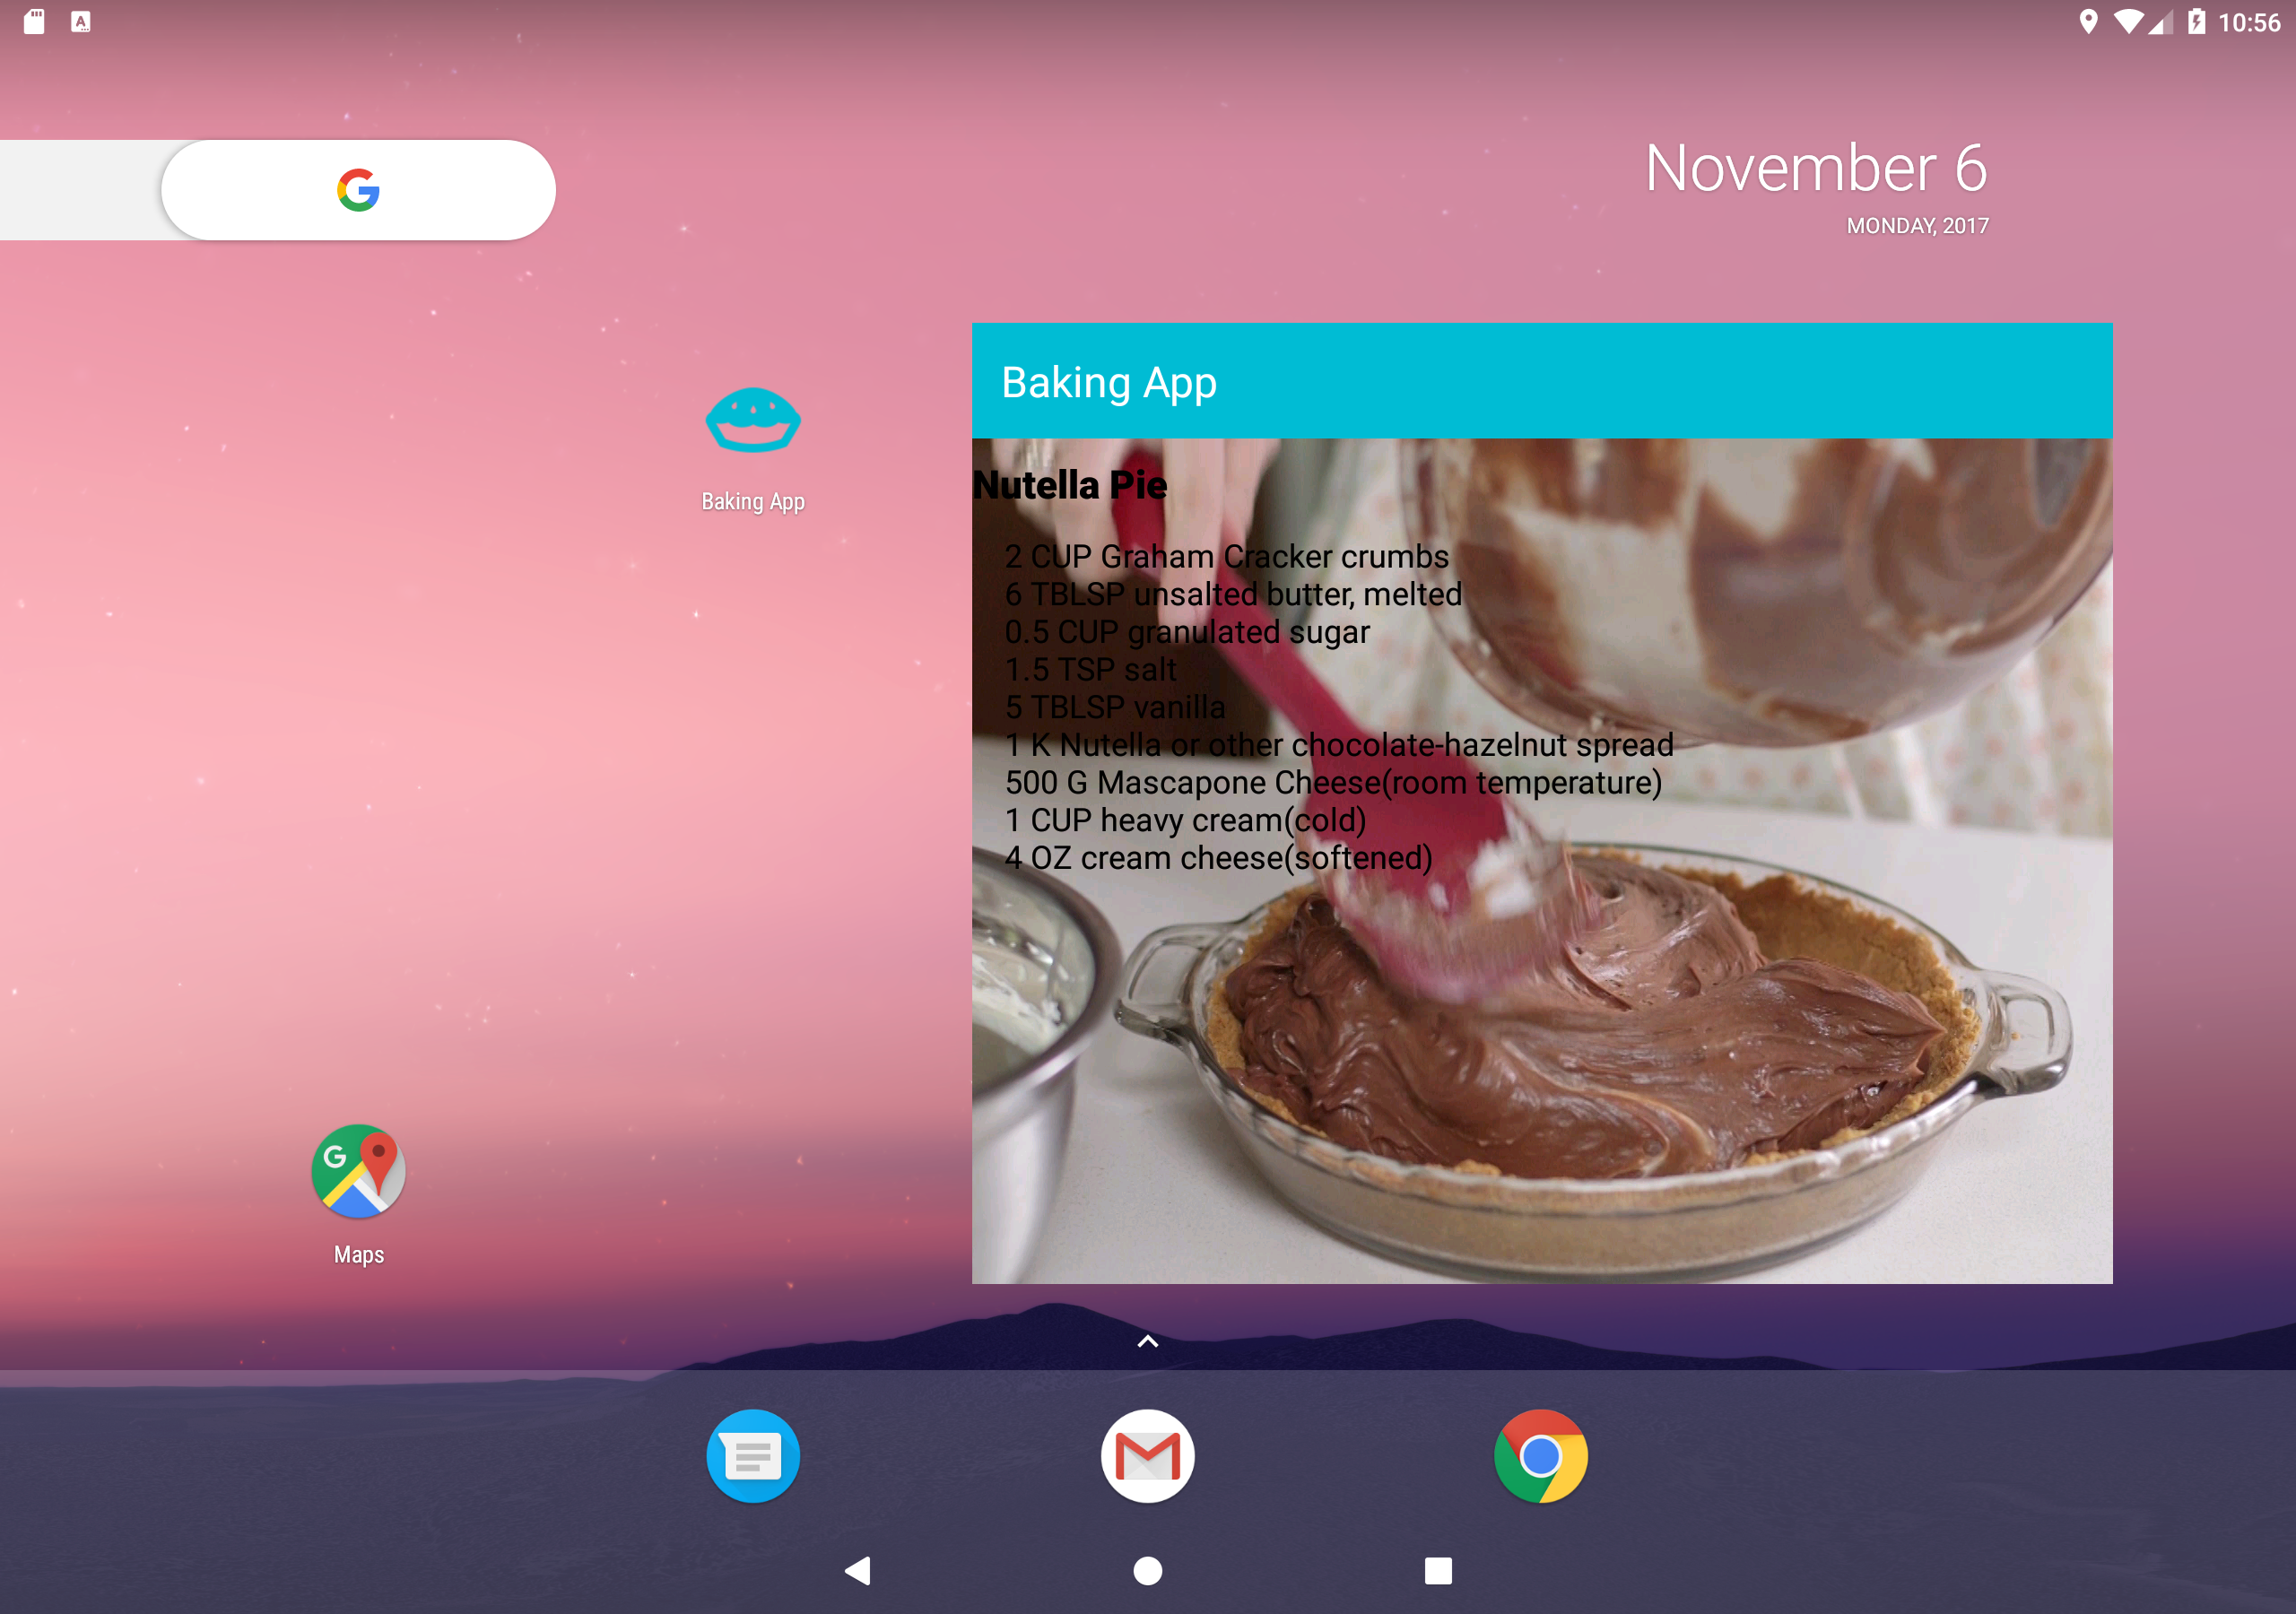 10:56
November 6
MONDAY, 2017
Baking App
Baking App
Nutella Pie
2 CUP Graham Cracker crumbs
6 TBLSP unsalted butter, melted
0.5 CUP granulated sugar
1.5 TSP salt
5 TBLSP vanilla
1 K Nutella or other chocolate-hazelnut spread
500 G Mascapone Cheese(room temperature)
1 CUP heavy cream(cold)
4 OZ cream cheese(softened)
Maps